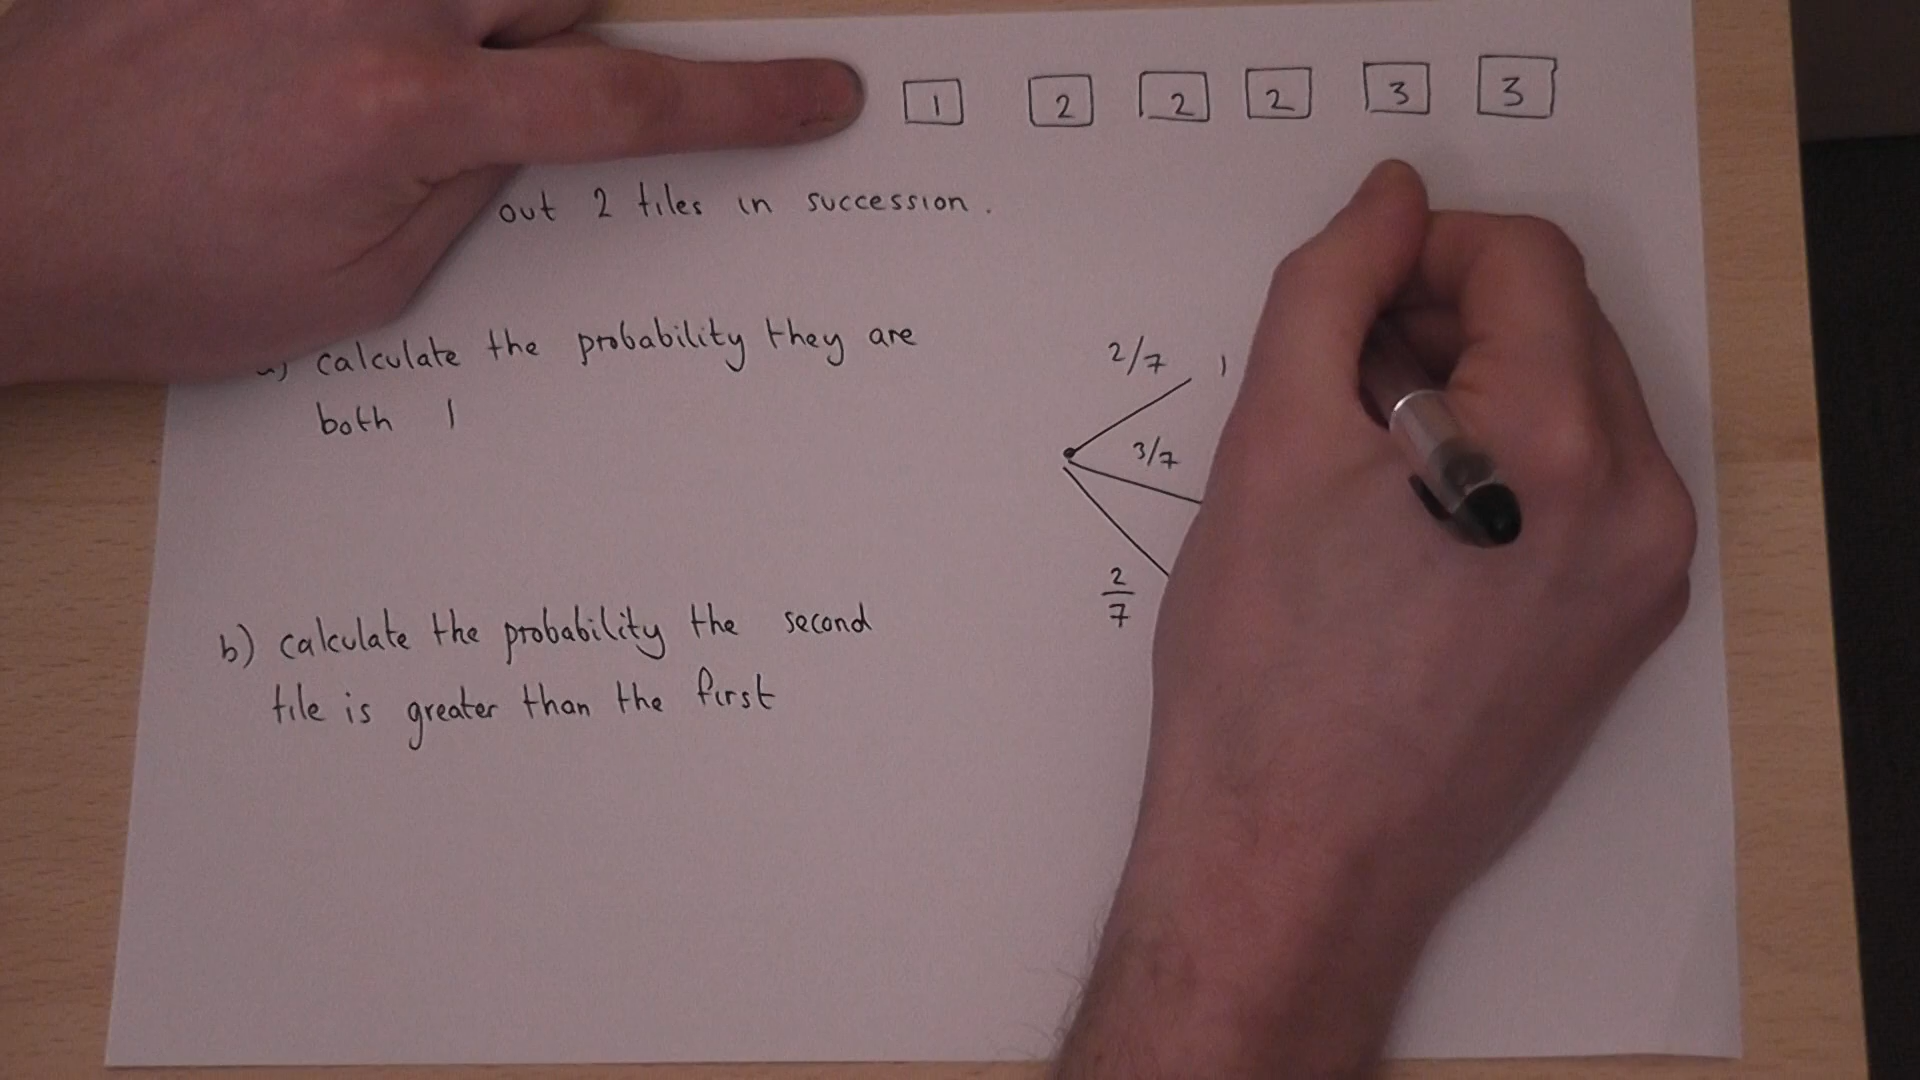 1 2 2 2 3 3
out 2 tiles in succession.
calculate the probability they are
both 1
2/7 1
3/7
2/7
b) calculate the probability the second
tile is greater than the first